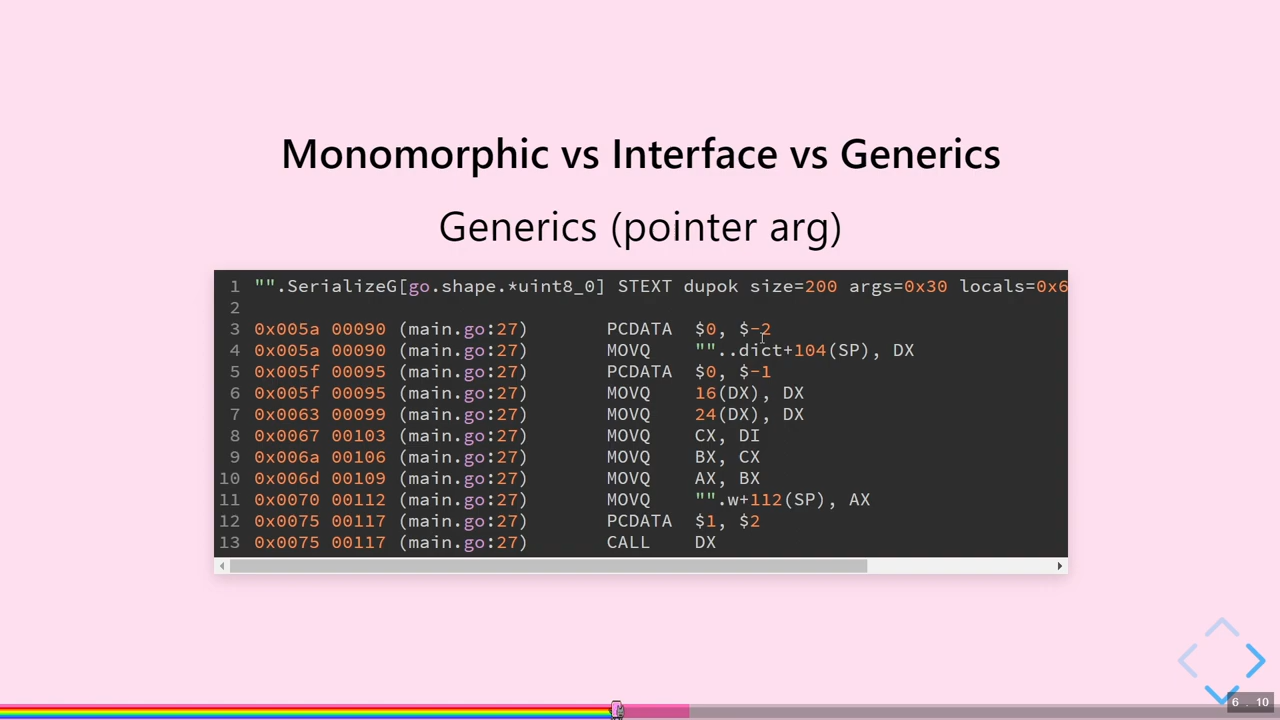 Monomorphic vs Interface vs Generics
Generics (pointer arg)
1 "".SerializeG[go.shape.*uint8_0] STEXT dupok size=200 args=0x30 locals=0x6
2
3 0x005a 00090 (main.go:27) PCDATA $0, $-2
4 0x005a 00090 (main.go:27) MOVQ ""..dict+104(SP), DX
5 0x005f 00095 (main.go:27) PCDATA $0, $-1
6 0x005f 00095 (main.go:27) MOVQ 16(DX), DX
7 0x0063 00099 (main.go:27) MOVQ 24(DX), DX
8 0x0067 00103 (main.go:27) MOVQ CX, DI
9 0x006a 00106 (main.go:27) MOVQ BX, CX
10 0x006d 00109 (main.go:27) MOVQ AX, BX
11 0x0070 00112 (main.go:27) MOVQ "".w+112(SP), AX
12 0x0075 00117 (main.go:27) PCDATA $1, $2
13 0x0075 00117 (main.go:27) CALL DX
6 . 10